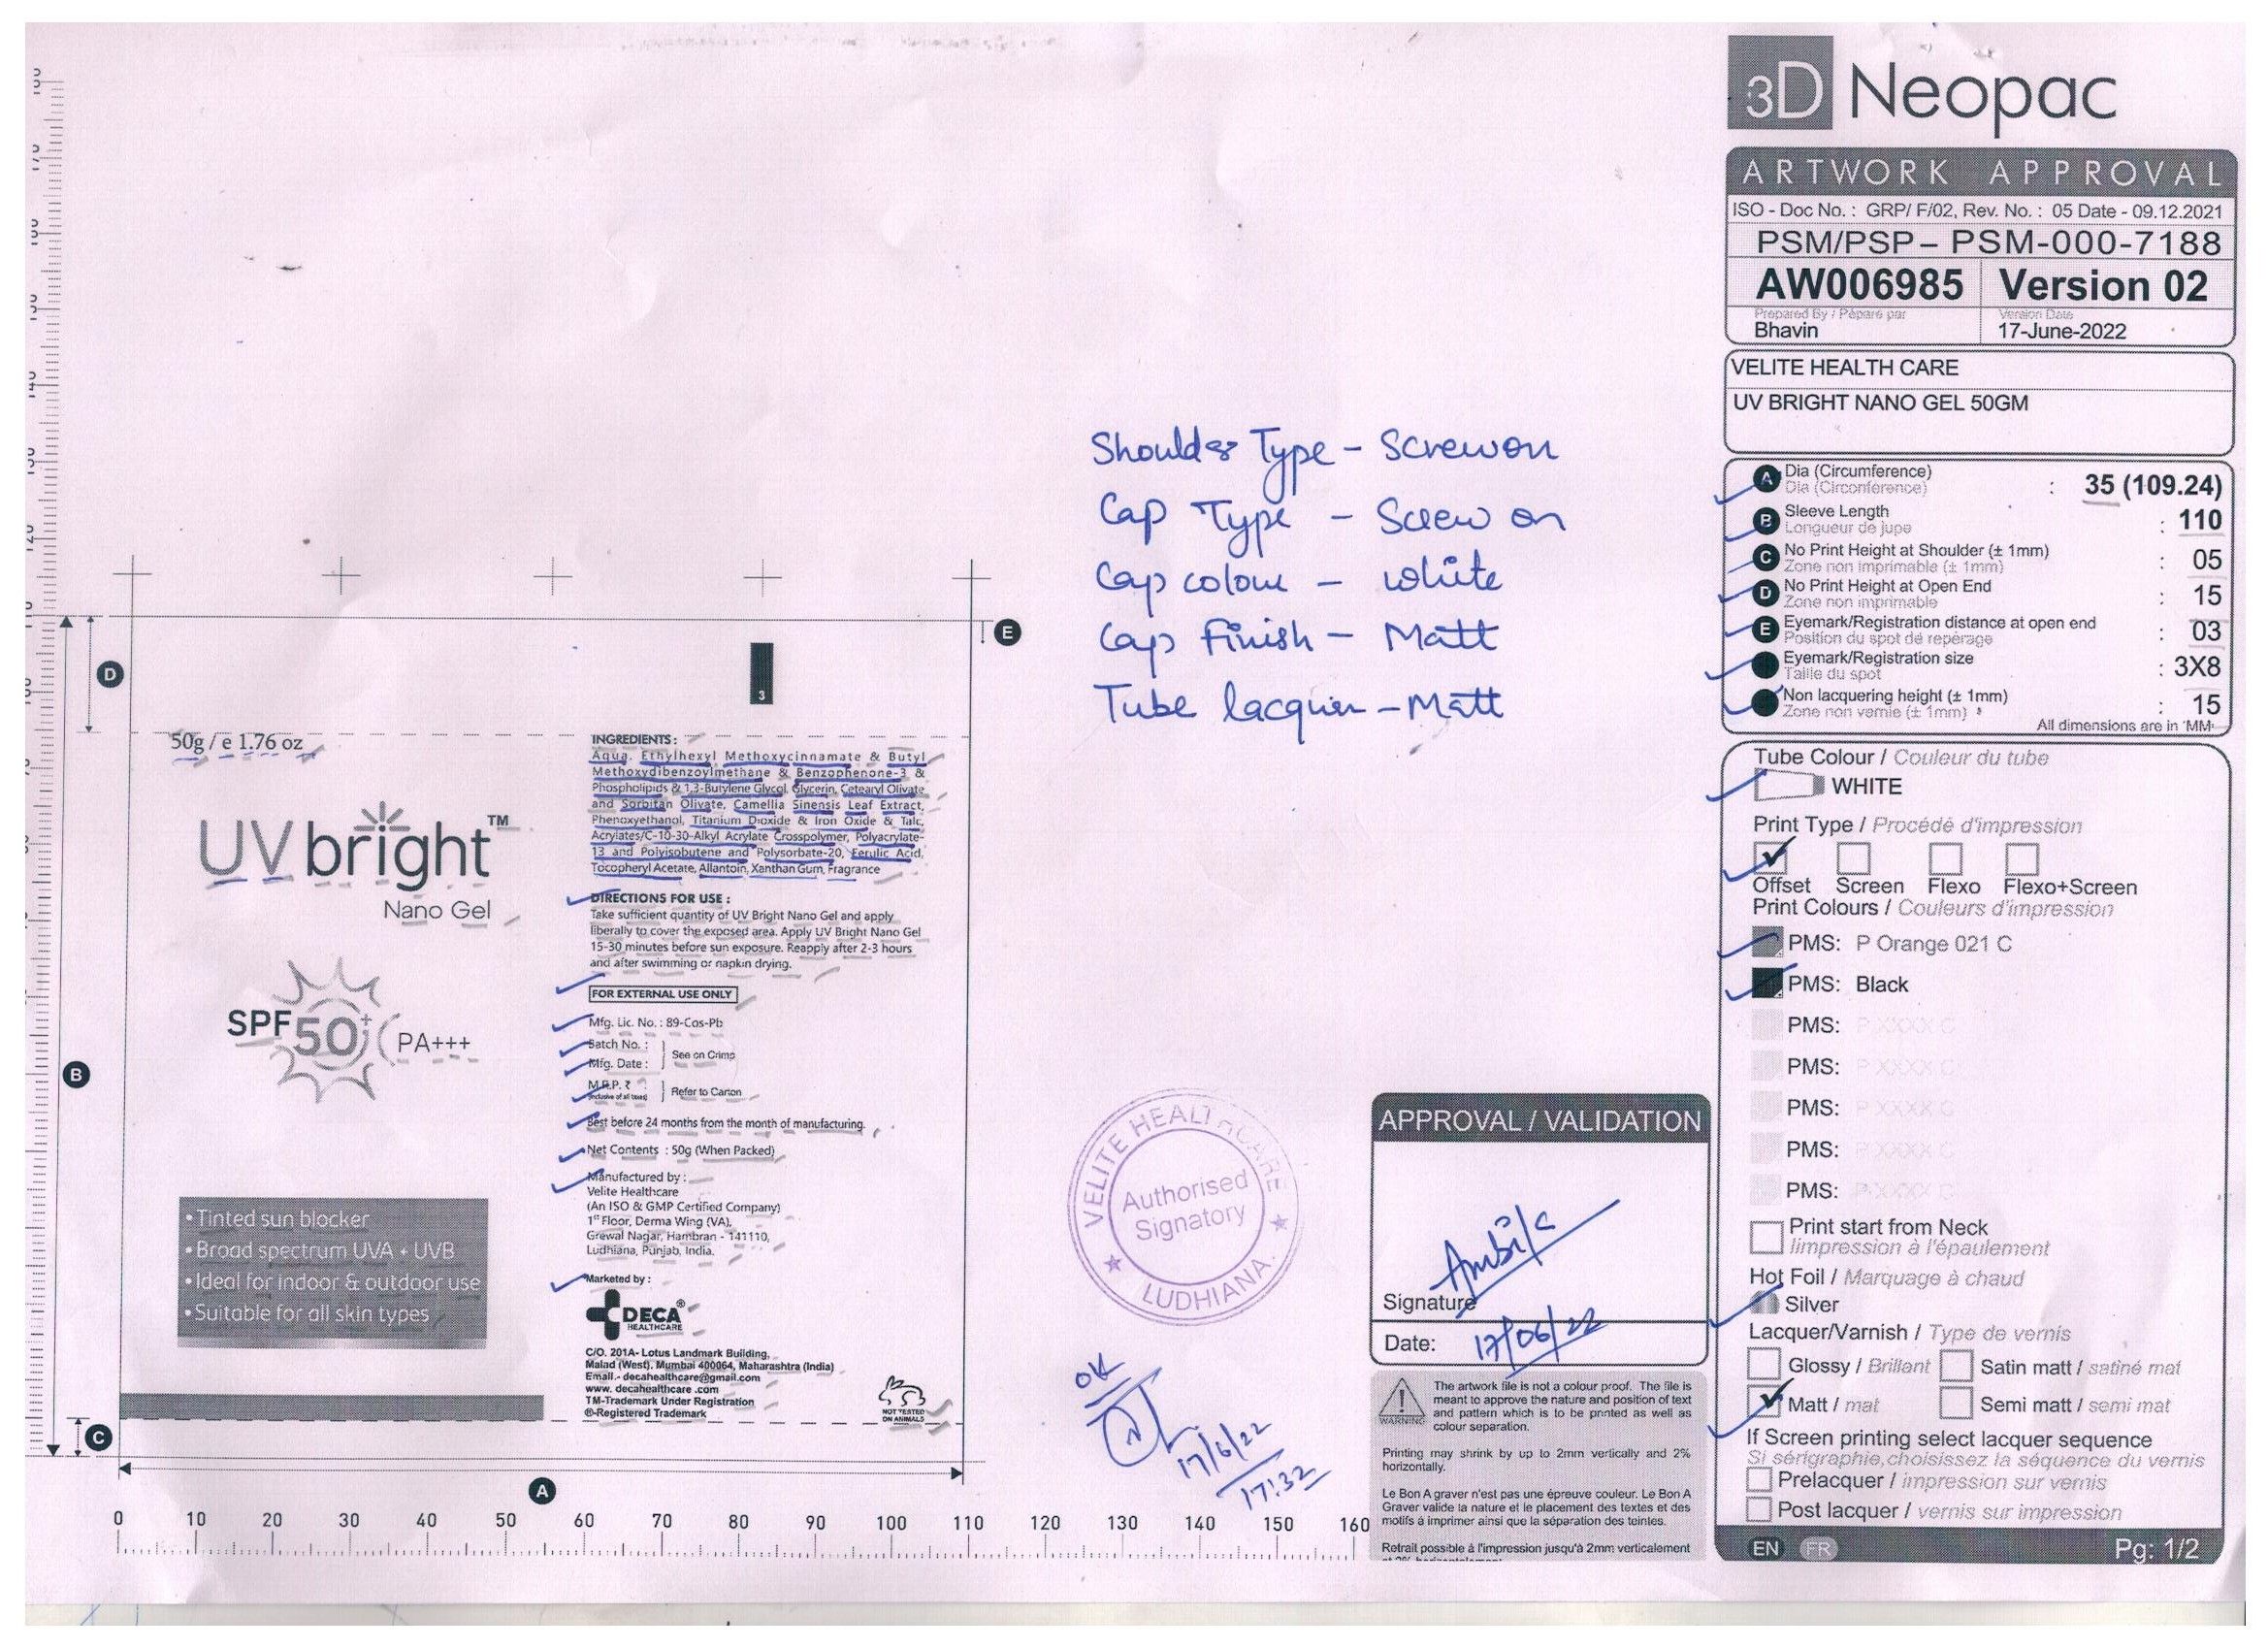 3D Neopac
ARTWORK APPROVAL
ISO - Doc No. : GRP/ F/02, Rev. No. : 05 Date - 09.12.2021
PSM/PSP– PSM-000-7188
AW006985 Version 02
Prepared By / Péparé par
Version Date
Bhavin 17-June-2022
VELITE HEALTH CARE
UV BRIGHT NANO GEL 50GM
A Dia (Circumference) : 35 (109.24)
Dia (Circonférence)
B Sleeve Length : 110
Longueur de jupe
C No Print Height at Shoulder (± 1mm) : 05
Zone non imprimable (± 1mm)
D No Print Height at Open End : 15
Zone non imprimable
E Eyemark/Registration distance at open end : 03
Position du spot de repérage
Eyemark/Registration size : 3X8
Taille du spot
Non lacquering height (± 1mm) : 15
Zone non vernie (± 1mm)
All dimensions are in 'MM'
Tube Colour / Couleur du tube
WHITE
Print Type / Procédé d'impression
Offset Screen Flexo Flexo+Screen
Print Colours / Couleurs d'impression
PMS: P Orange 021 C
PMS: Black
PMS: P XXXX C
PMS: P XXXX C
PMS: P XXXX C
PMS: P XXXX C
PMS: P XXXX C
Print start from Neck
Iimpression à l'épaulement
Hot Foil / Marquage à chaud
Silver
Lacquer/Varnish / Type de vernis
Glossy / Brillant Satin matt / satiné mat
Matt / mat Semi matt / semi mat
If Screen printing select lacquer sequence
Si sérigraphie,choisissez la séquence du vernis
Prelacquer / impression sur vernis
Post lacquer / vernis sur impression
EN FR Pg: 1/2
Shoulder Type - Screwon
Cap Type - Screw on
Cap colour - white
Cap Finish - Matt
Tube lacquer - Matt
E
D
3
50g / e 1.76 oz
UV bright™
Nano Gel
SPF 50+ PA+++
B
• Tinted sun blocker
• Broad spectrum UVA + UVB
• Ideal for indoor & outdoor use
• Suitable for all skin types
C
A
INGREDIENTS :
Aqua, Ethylhexyl Methoxycinnamate & Butyl
Methoxydibenzoylmethane & Benzophenone-3 &
Phospholipids & 1,3-Butylene Glycol, Glycerin, Cetearyl Olivate
and Sorbitan Olivate, Camellia Sinensis Leaf Extract,
Phenoxyethanol, Titanium Dioxide & Iron Oxide & Talc,
Acrylates/C-10-30-Alkyl Acrylate Crosspolymer, Polyacrylate-
13 and Polyisobutene and Polysorbate-20, Ferulic Acid,
Tocopheryl Acetate, Allantoin, Xanthan Gum, Fragrance
DIRECTIONS FOR USE :
Take sufficient quantity of UV Bright Nano Gel and apply
liberally to cover the exposed area. Apply UV Bright Nano Gel
15-30 minutes before sun exposure. Reapply after 2-3 hours
and after swimming or napkin drying.
FOR EXTERNAL USE ONLY
Mfg. Lic. No. : 89-Cos-Pb
Batch No. :
Mfg. Date :
See on Crimp
M.R.P. ₹ :
(Inclusive of all taxes)
Refer to Carton
Best before 24 months from the month of manufacturing.
Net Contents : 50g (When Packed)
Manufactured by :
Velite Healthcare
(An ISO & GMP Certified Company)
1st Floor, Derma Wing (VA),
Grewal Nagar, Hambran - 141110,
Ludhiana, Punjab, India.
Marketed by :
DECA®
HEALTHCARE
C/O. 201A- Lotus Landmark Building,
Malad (West), Mumbai 400064, Maharashtra (India)
Email.- decahealthcare@gmail.com
www. decahealthcare .com
TM-Trademark Under Registration
®-Registered Trademark
NOT TESTED
ON ANIMALS
VELITE HEALTHCARE
Authorised
Signatory
LUDHIANA.
OK
17/6/22
17:32
APPROVAL / VALIDATION
Ambika
Signature
Date: 17/06/22
WARNING
The artwork file is not a colour proof. The file is
meant to approve the nature and position of text
and pattern which is to be printed as well as
colour separation.
Printing may shrink by up to 2mm vertically and 2%
horizontally.
Le Bon A graver n'est pas une épreuve couleur. Le Bon A
Graver valide la nature et le placement des textes et des
motifs à imprimer ainsi que la séparation des teintes.
Retrait possible à l'impression jusqu'à 2mm verticalement
0 10 20 30 40 50 60 70 80 90 100 110 120 130 140 150 160